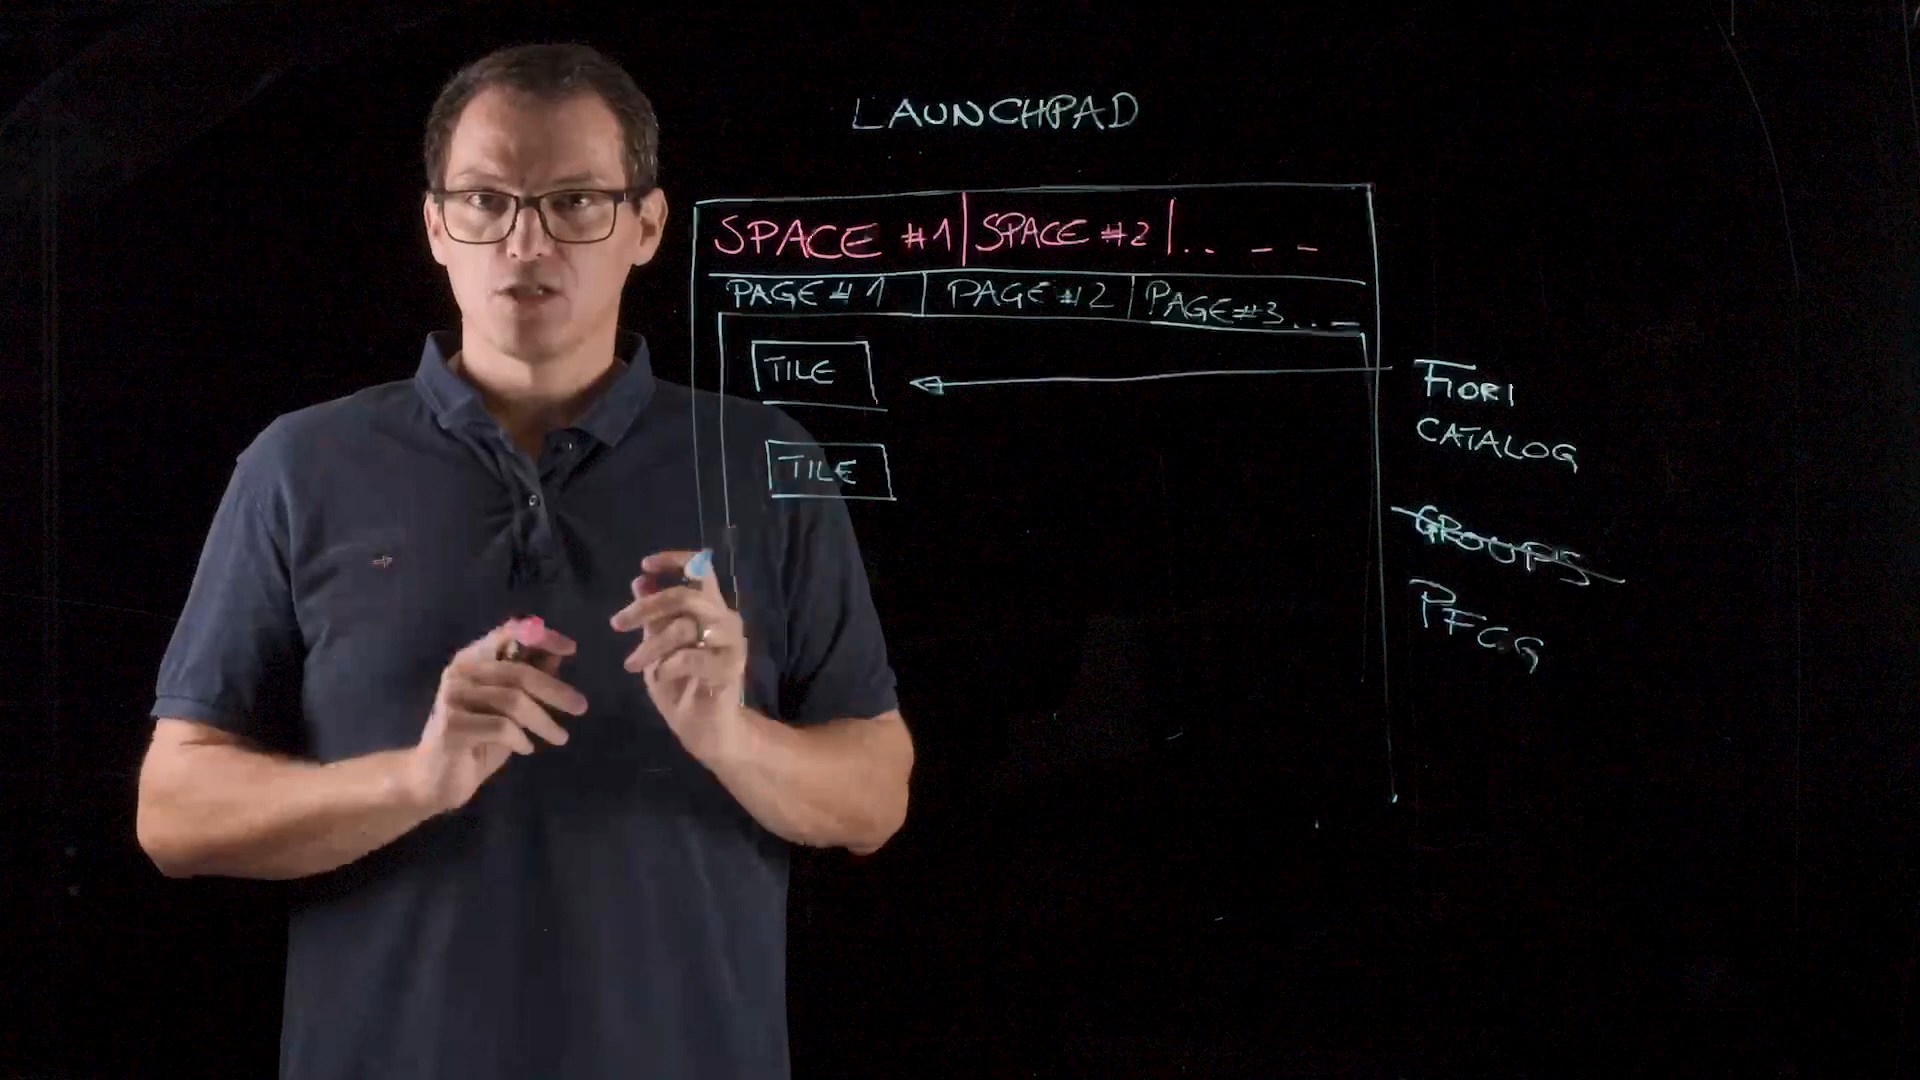 LAUNCHPAD
SPACE #1 SPACE #2 .. _ _
PAGE #1 PAGE #2 PAGE #3..._
TILE
TILE
FIORI
CATALOG
GROUPS
PFCG